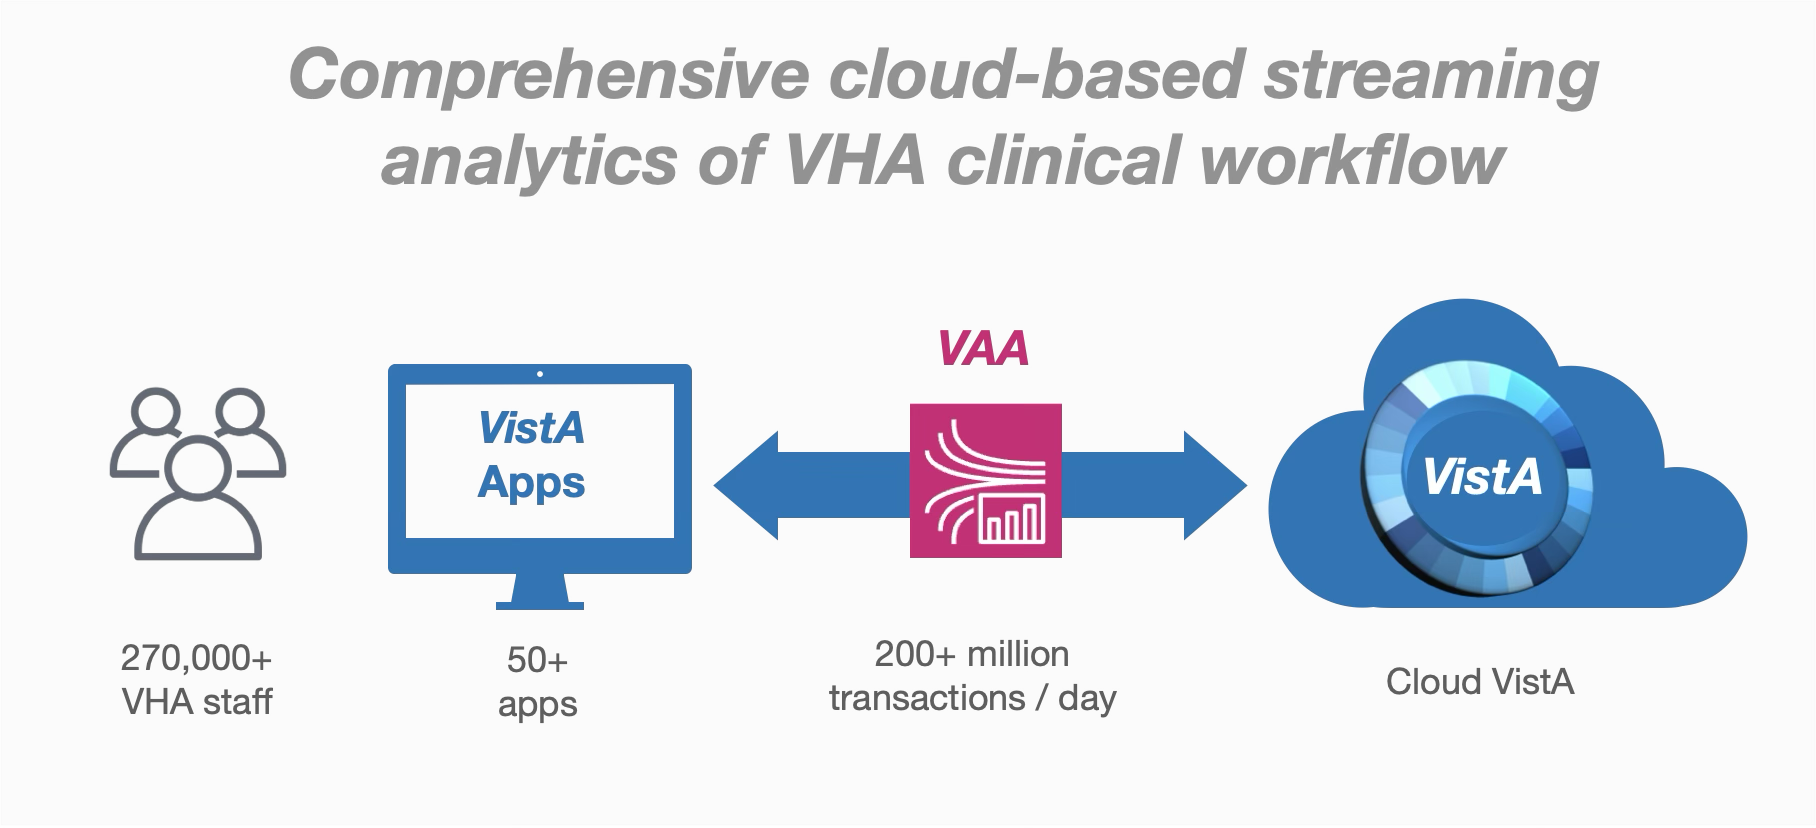 Comprehensive cloud-based streaming
analytics of VHA clinical workflow
VistA
Apps
VAA
VistA
270,000+
VHA staff
50+
apps
200+ million
transactions / day
Cloud VistA